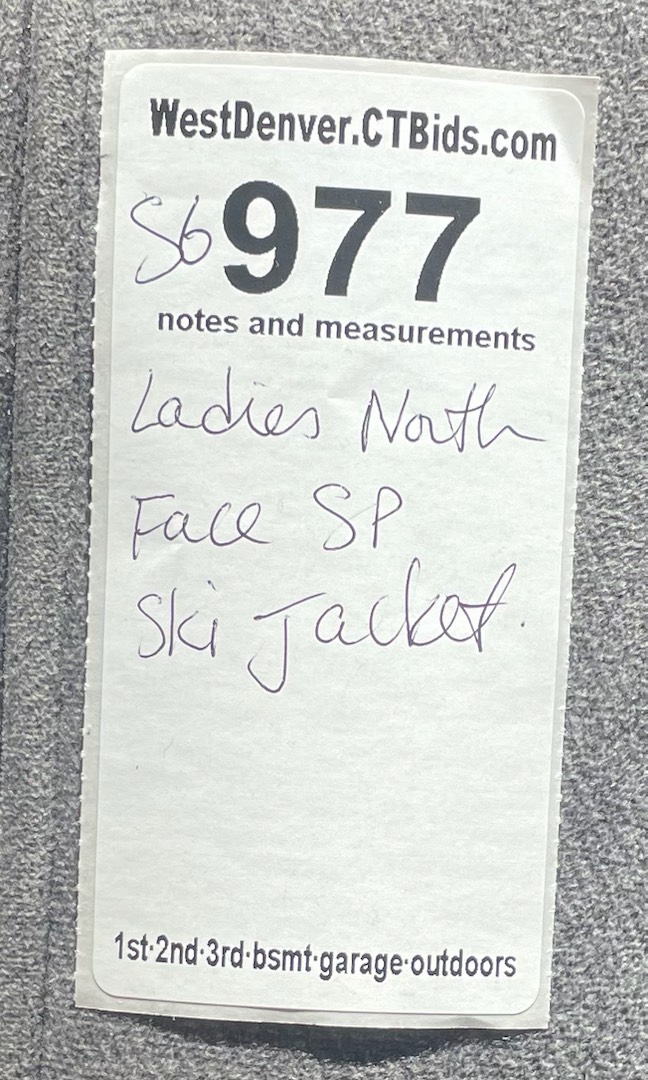 WestDenver.CTBids.com
S6 977
notes and measurements
Ladies North
Face SP
Ski Jacket.
1st·2nd·3rd·bsmt·garage·outdoors